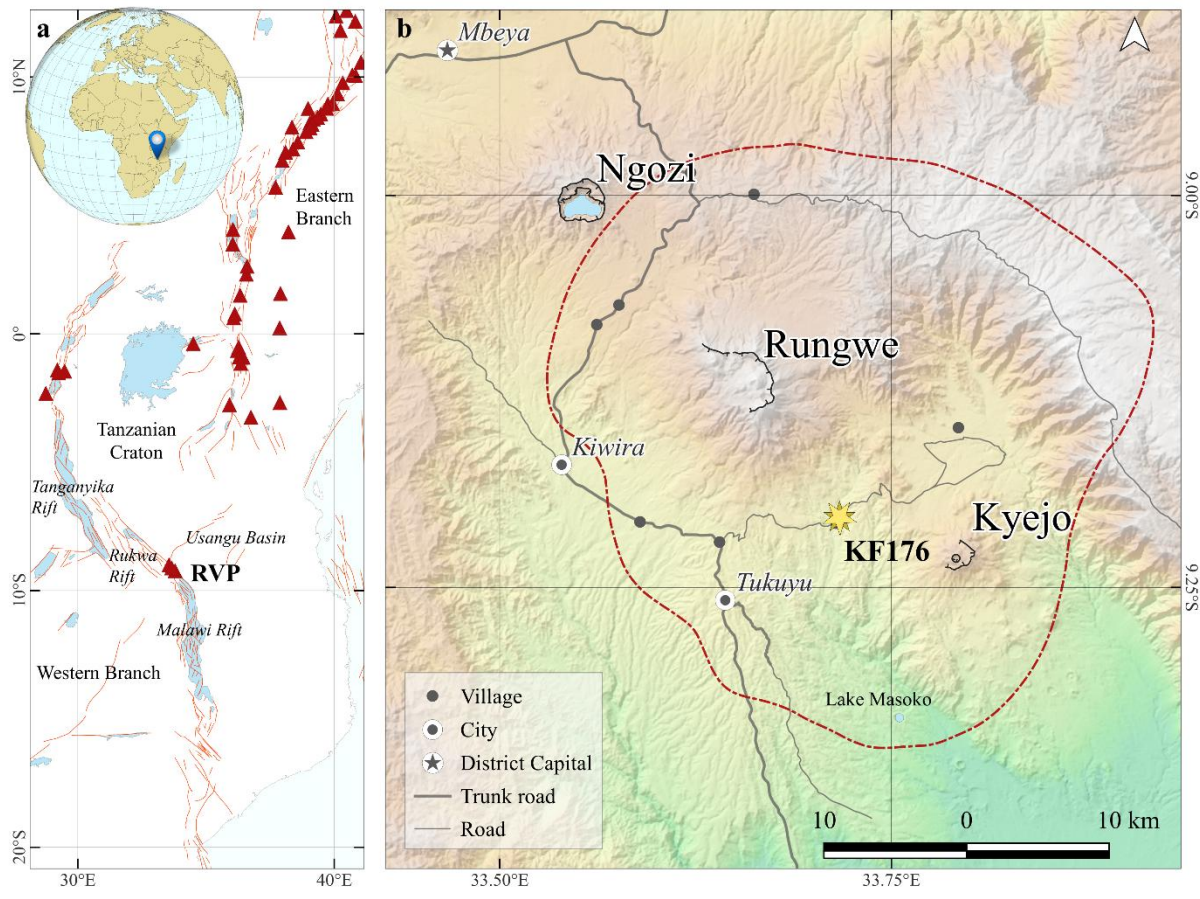 a
10°N
Eastern
Branch
0°
Tanzanian
Craton
Tanganyika
Rift
Usangu Basin
Rukwa
Rift
RVP
10°S
Malawi Rift
Western Branch
20°S
30°E
40°E
b
Mbeya
Ngozi
9.00°S
Rungwe
Kiwira
Kyejo
KF176
9.25°S
Tukuyu
Lake Masoko
Village
City
District Capital
Trunk road
Road
10
0
10 km
33.50°E
33.75°E